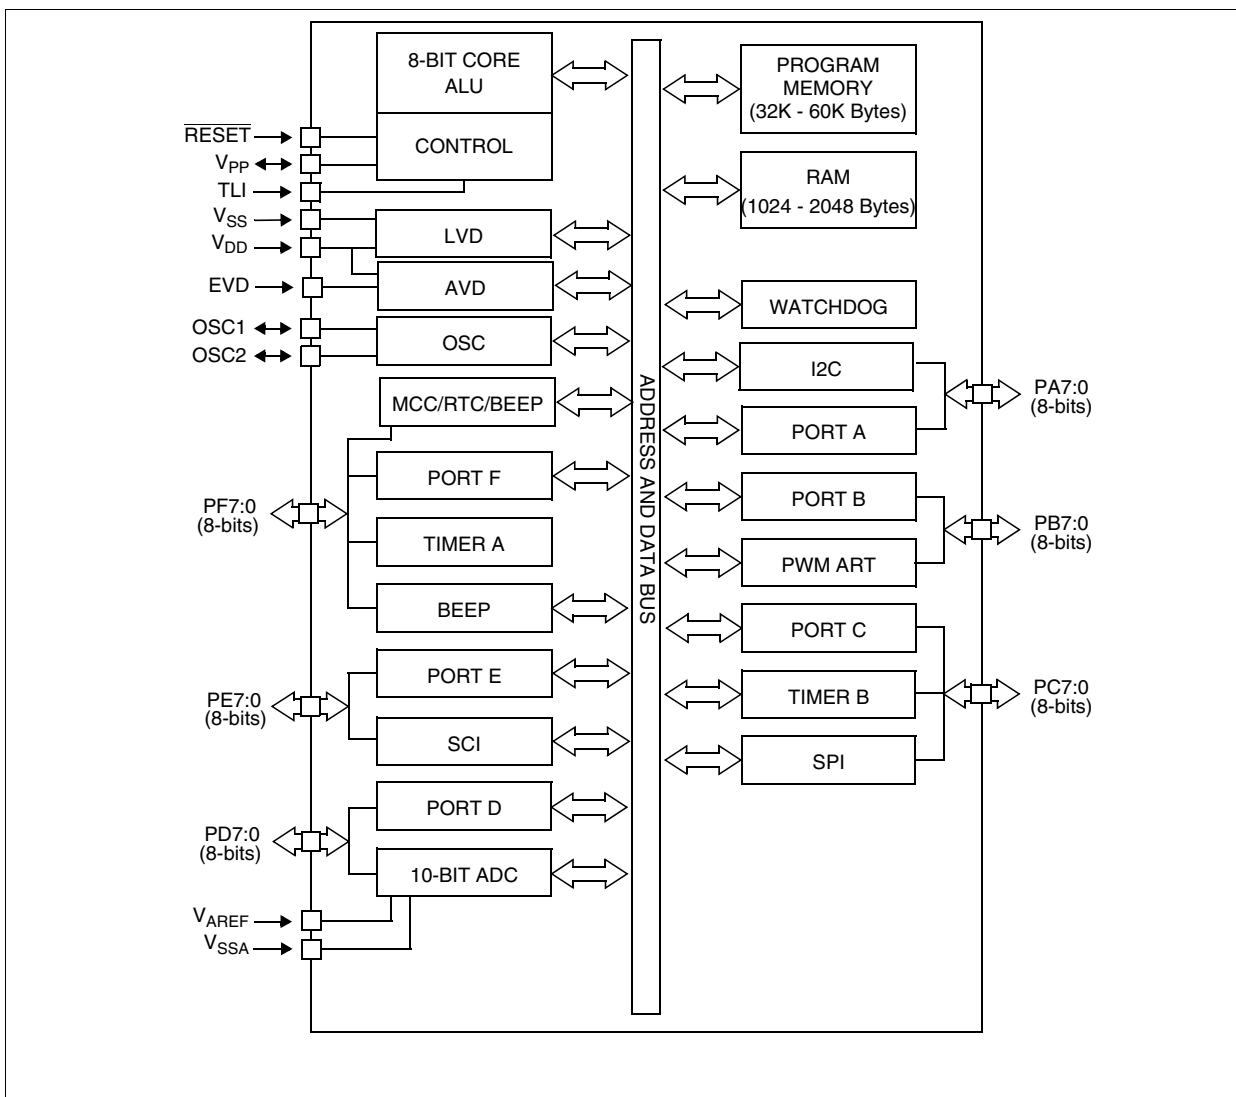 8-BIT CORE
ALU
CONTROL
RESET
VPP
TLI
VSS
VDD
EVD
OSC1
OSC2
LVD
AVD
OSC
MCC/RTC/BEEP
PORT F
TIMER A
BEEP
PF7:0
(8-bits)
PORT E
SCI
PE7:0
(8-bits)
PORT D
10-BIT ADC
PD7:0
(8-bits)
VAREF
VSSA
ADDRESS AND DATA BUS
PROGRAM
MEMORY
(32K - 60K Bytes)
RAM
(1024 - 2048 Bytes)
WATCHDOG
I2C
PORT A
PA7:0
(8-bits)
PORT B
PWM ART
PB7:0
(8-bits)
PORT C
TIMER B
SPI
PC7:0
(8-bits)